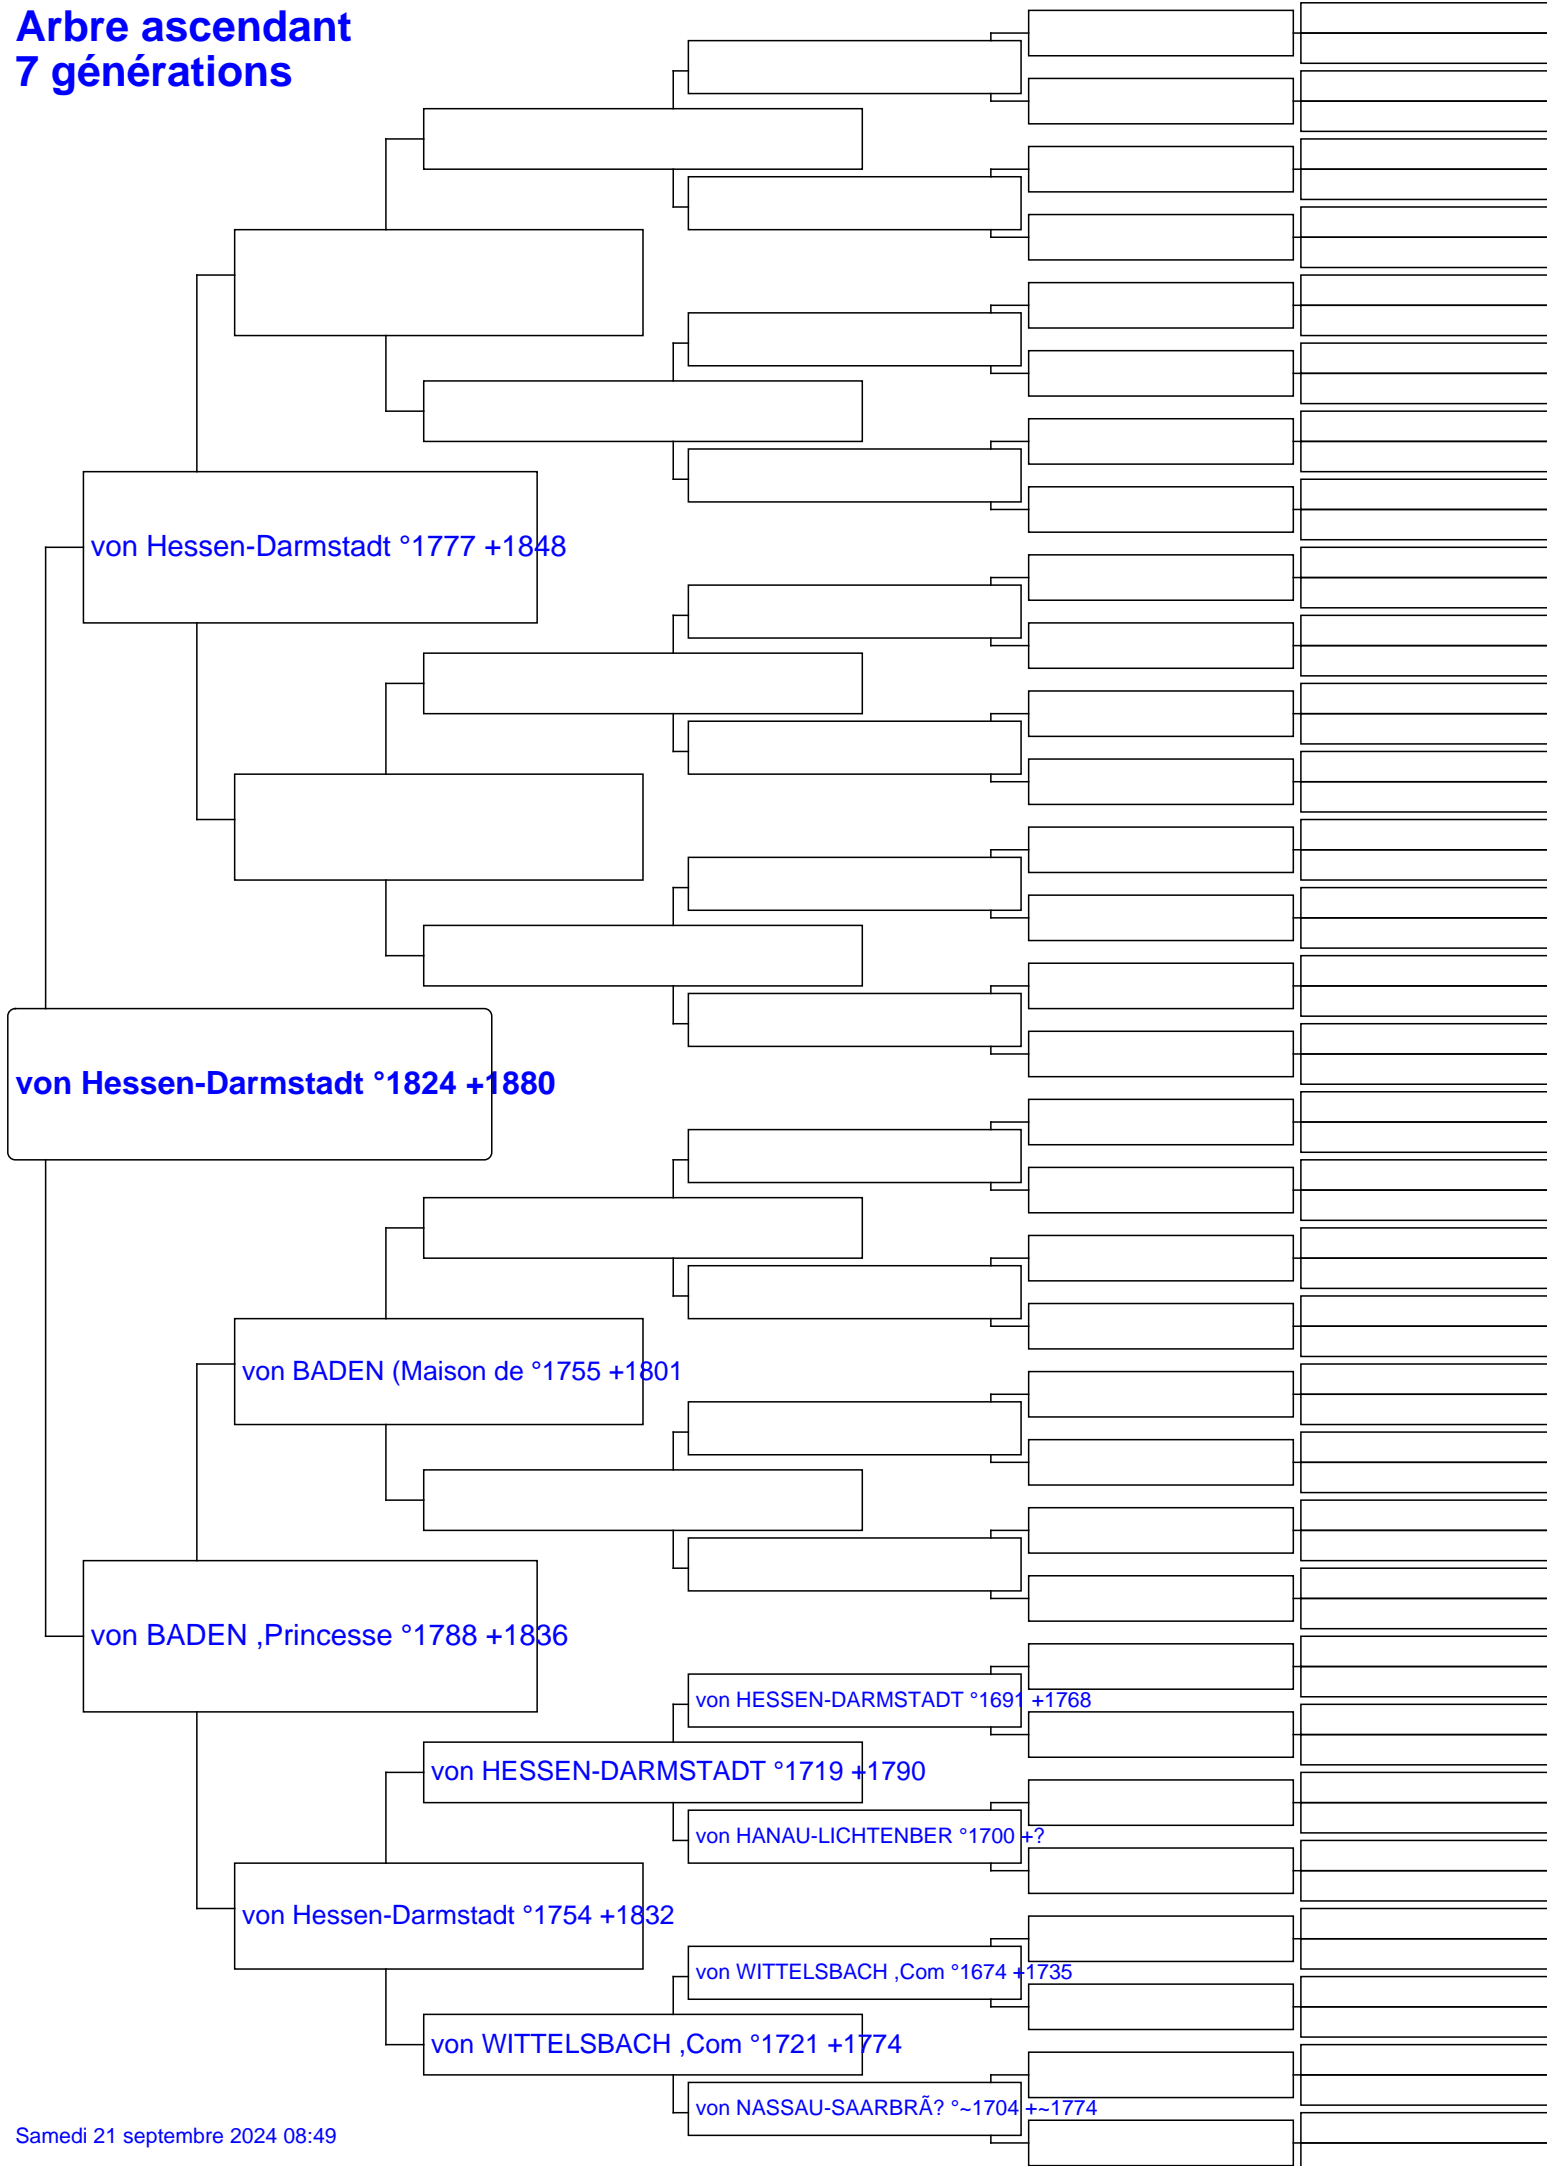 Arbre ascendant
7 générations
von Hessen-Darmstadt °1777 +1848
von Hessen-Darmstadt °1824 +1880
von BADEN (Maison de °1755 +1801
von BADEN ,Princesse °1788 +1836
von HESSEN-DARMSTADT °1691 +1768
von HESSEN-DARMSTADT °1719 +1790
von HANAU-LICHTENBER °1700 +?
von Hessen-Darmstadt °1754 +1832
von WITTELSBACH ,Com °1674 +1735
von WITTELSBACH ,Com °1721 +1774
von NASSAU-SAARBRÃ? °~1704 +~1774
Samedi 21 septembre 2024 08:49